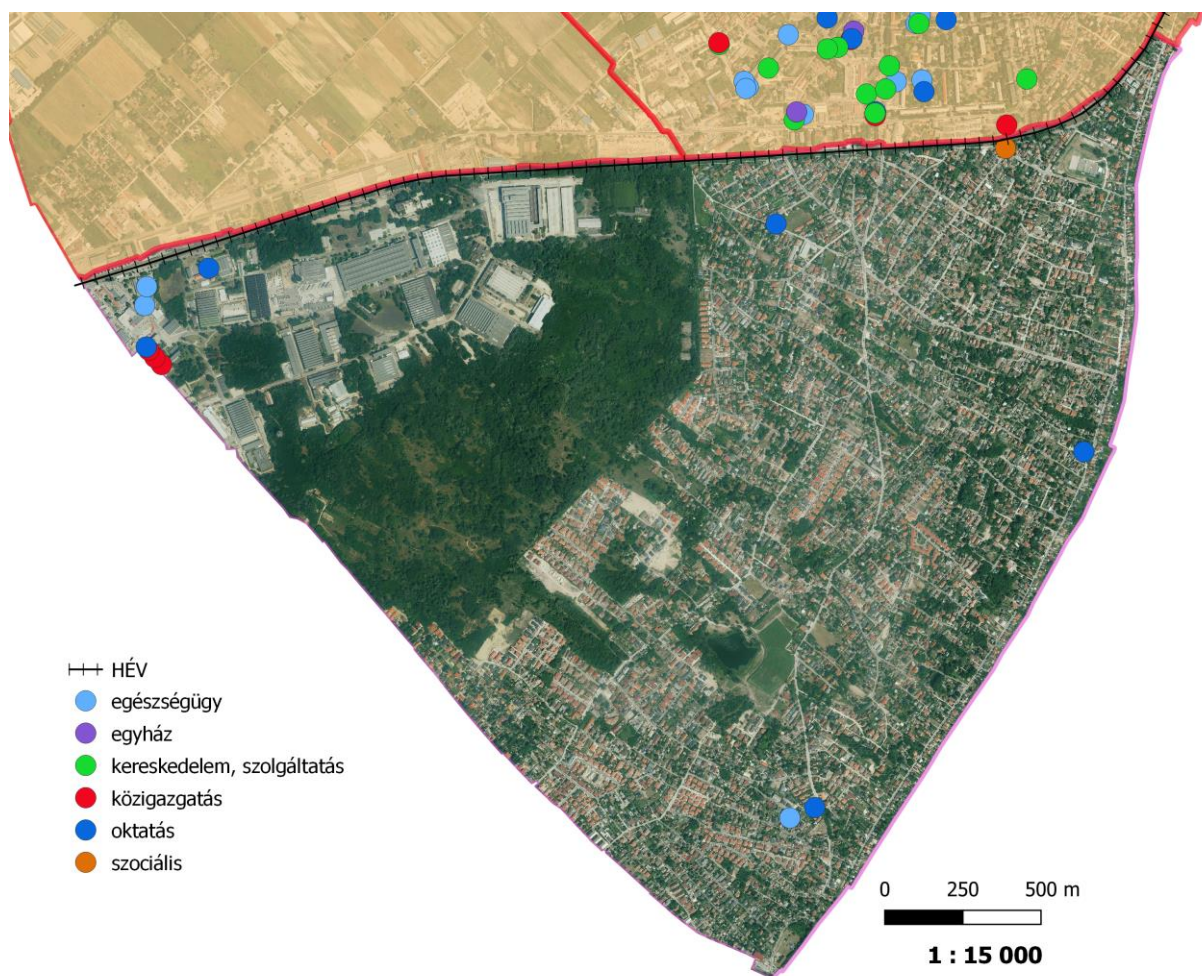 HÉV
egészségügy
egyház
kereskedelem, szolgáltatás
közigazgatás
oktatás
szociális
0 250 500 m
1 : 15 000